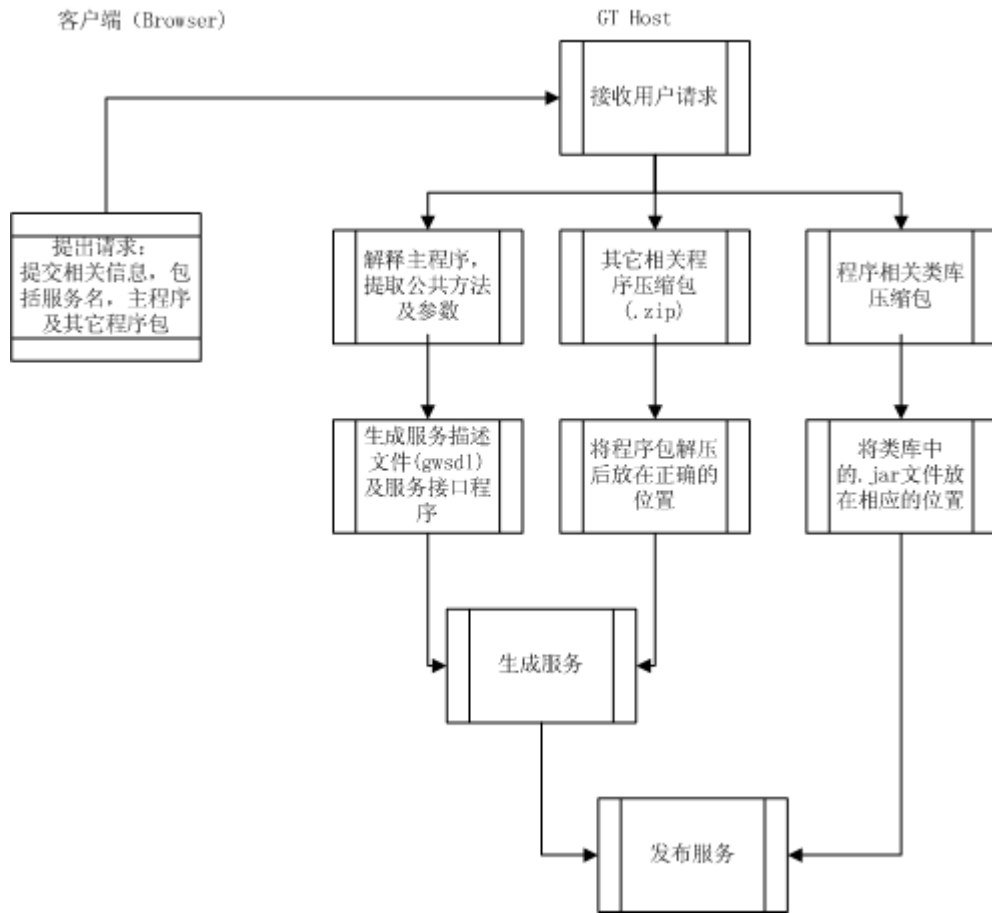 客户端 (Browser)
GT Host
接收用户请求
提出请求：
提交相关信息，包
括服务名，主程序
及其它程序包
解释主程序，
提取公共方法
及参数
其它相关程
序压缩包
(.zip)
程序相关类库
压缩包
生成服务描述
文件(gwsdl)
及服务接口程
序
将程序包解压
后放在正确的
位置
将类库中
的.jar文件放
在相应的位置
生成服务
发布服务